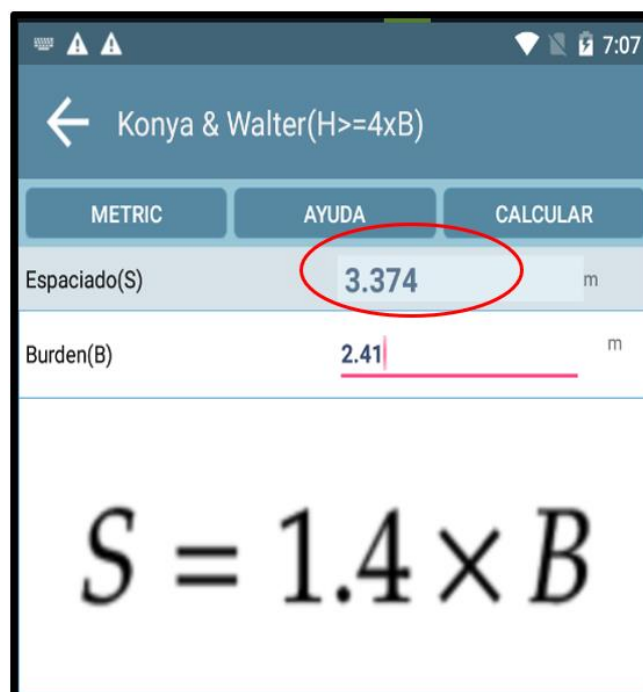 7:07
Konya & Walter(H>=4xB)
METRIC AYUDA CALCULAR
Espaciado(S) 3.374 m
Burden(B) 2.41 m
S = 1.4 × B